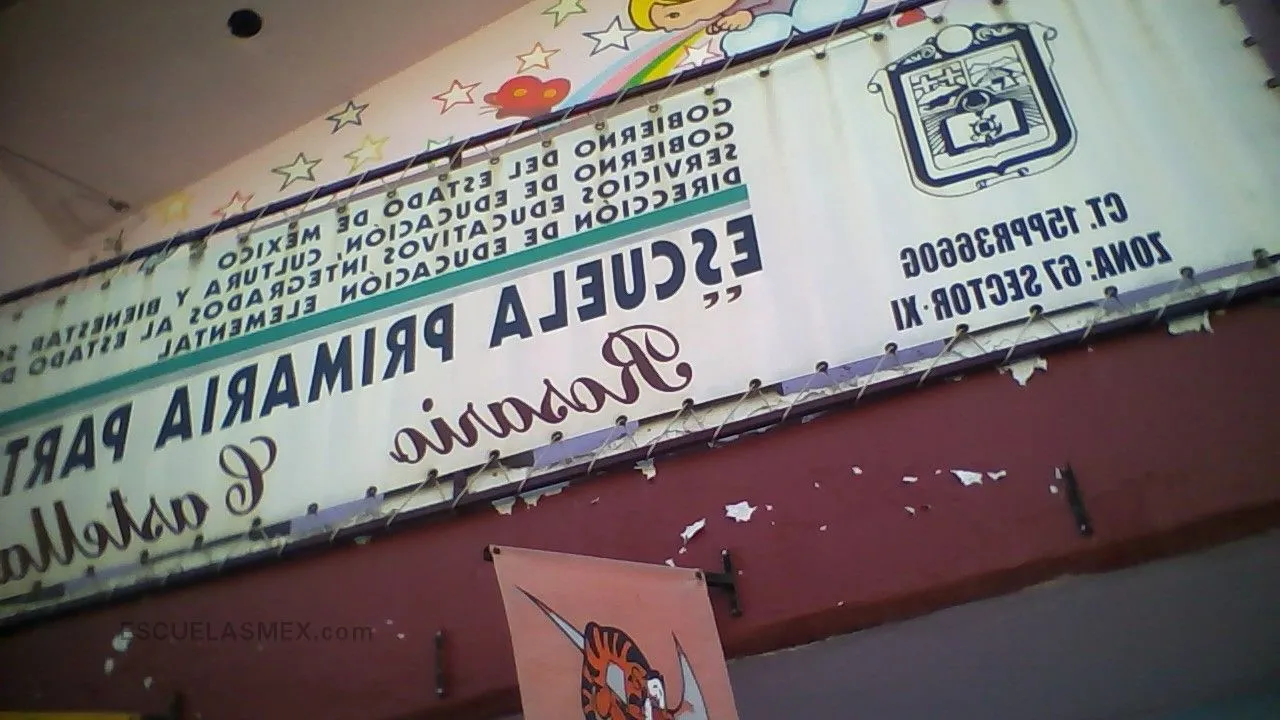 GOBIERNO DEL ESTADO DE MÉXICO
GOBIERNO DE EDUCACIÓN, CULTURA Y BIENESTAR
SERVICIOS EDUCATIVOS INTEGRADOS AL ESTADO
DIRECCIÓN DE EDUCACIÓN ELEMENTAL
ESCUELA PRIMARIA PART
"Rosario Castella
CT. 15PPR3660G
ZONA: 67 SECTOR·XI
ESCUELASMEX.com